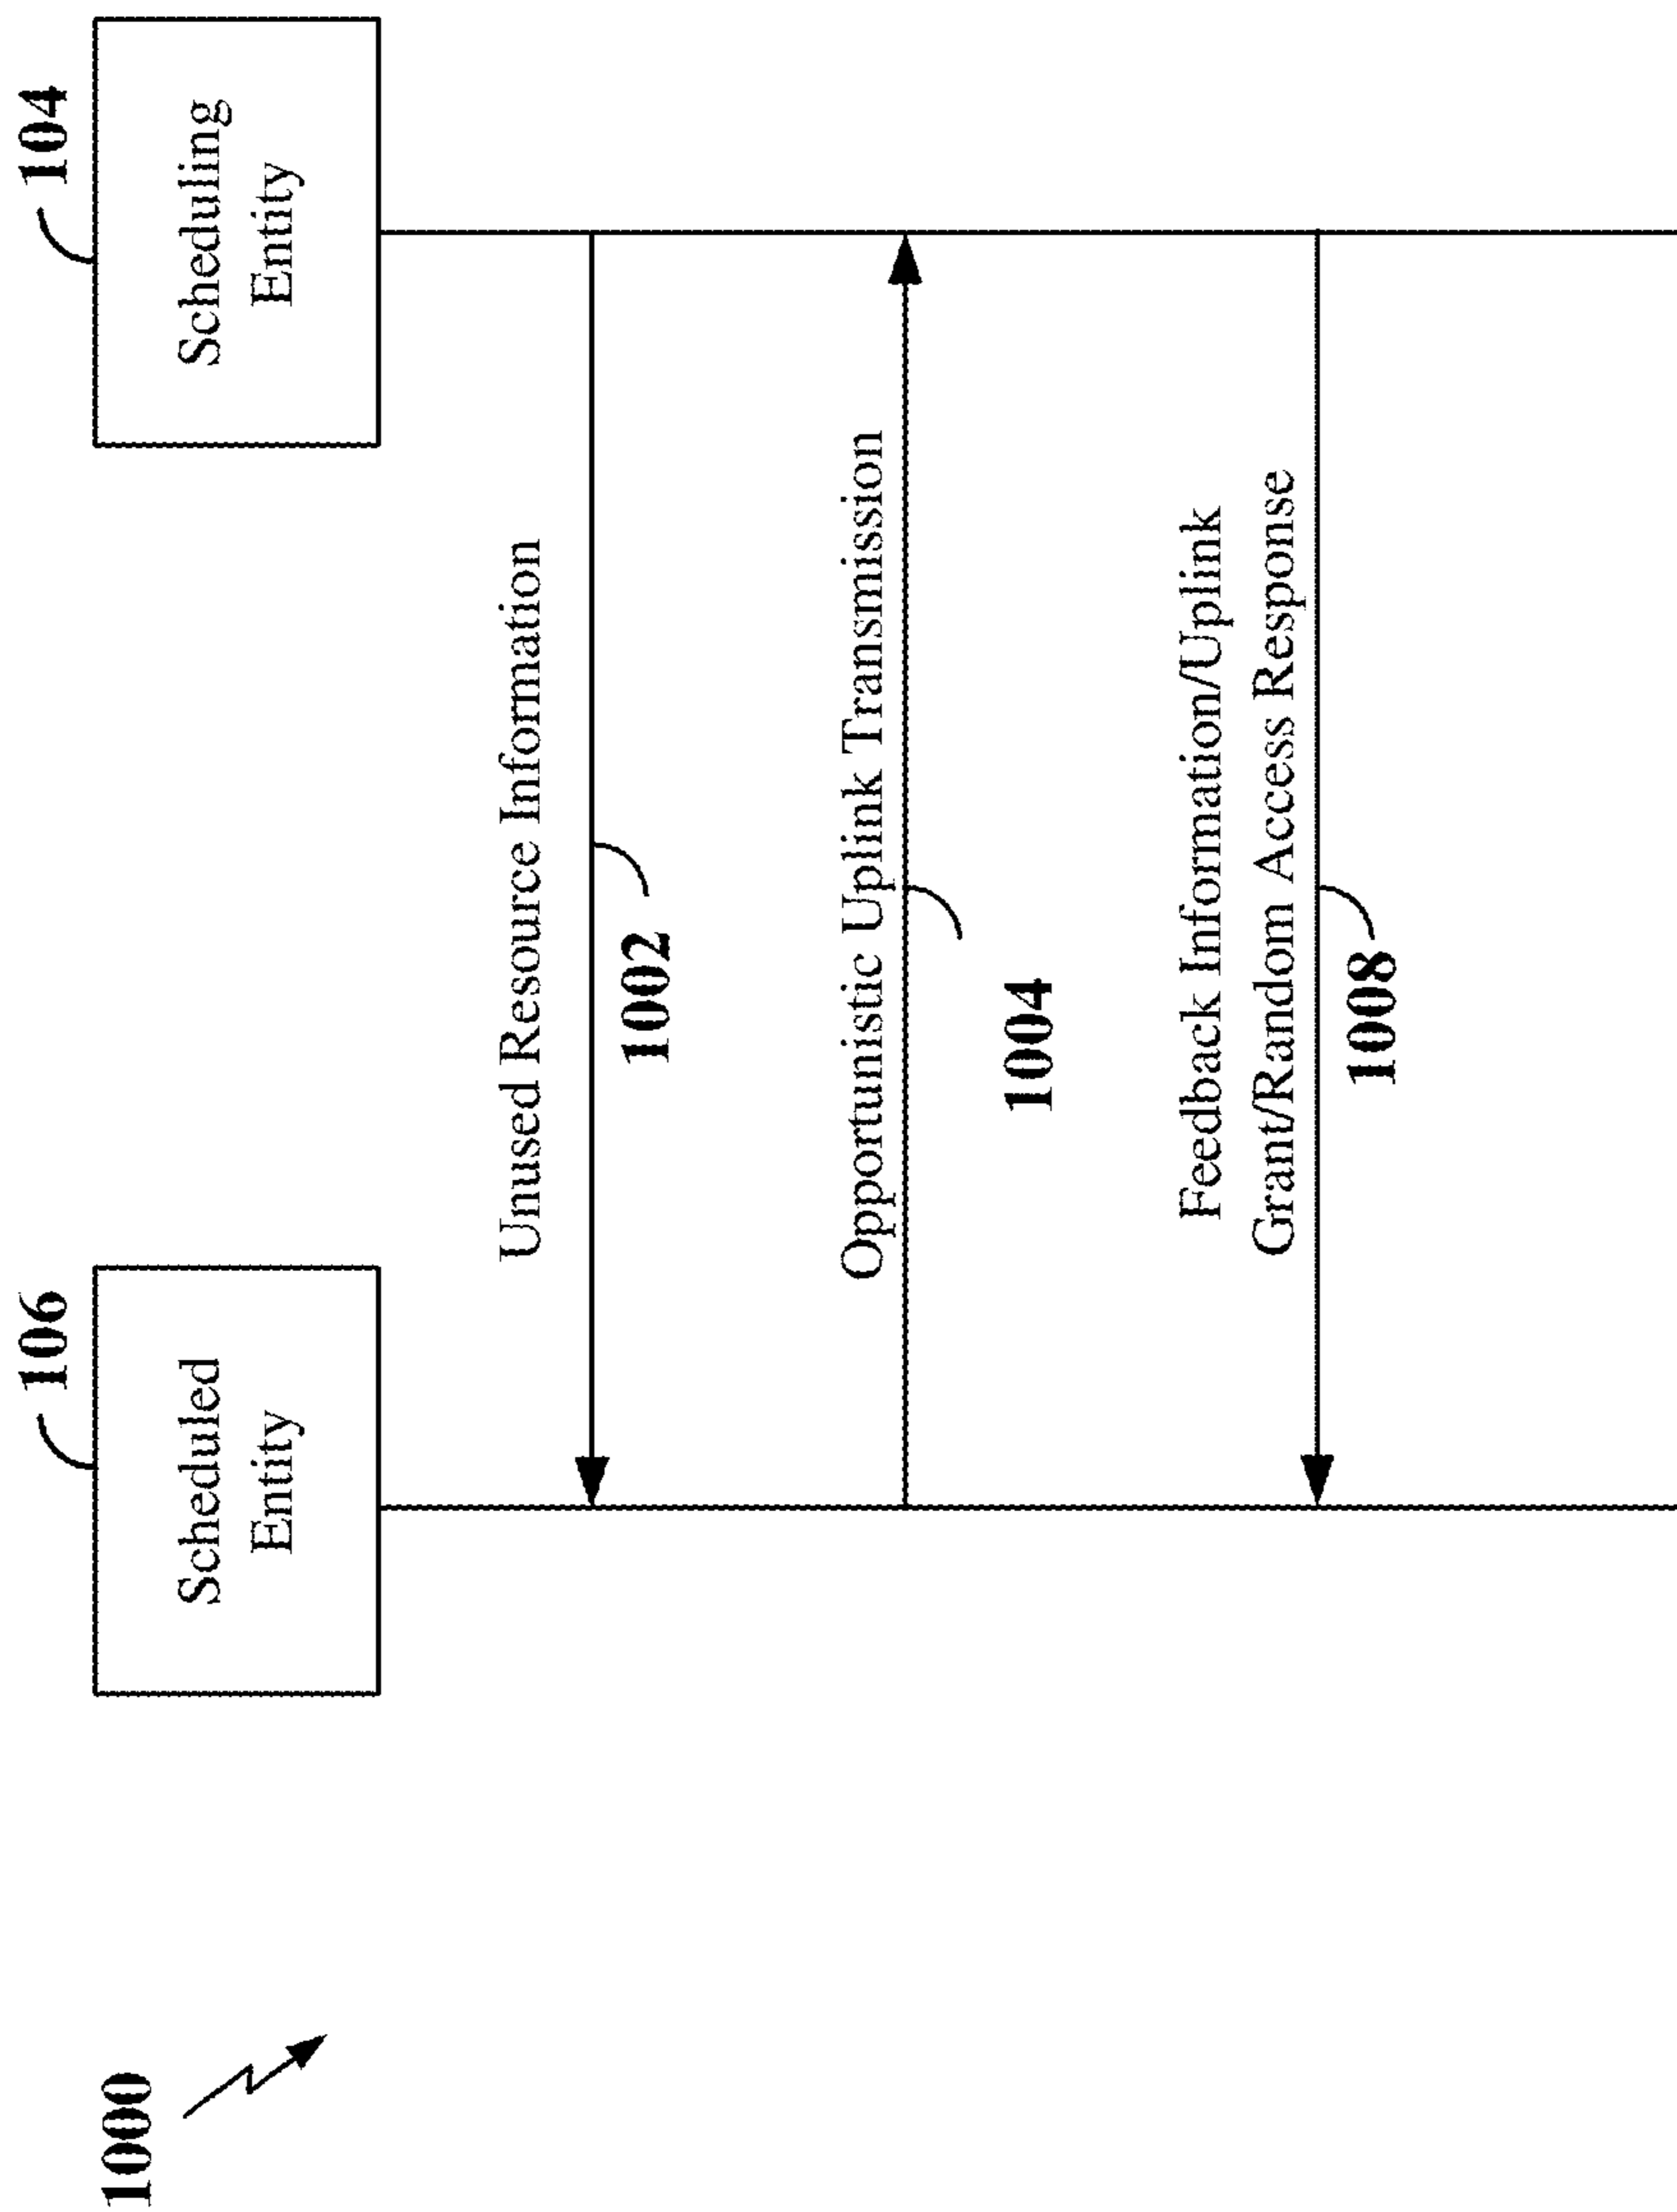 1000
106
Scheduled
Entity
104
Scheduling
Entity
Unused Resource Information
1002
Opportunistic Uplink Transmission
1004
Feedback Information/Uplink
Grant/Random Access Response
1008